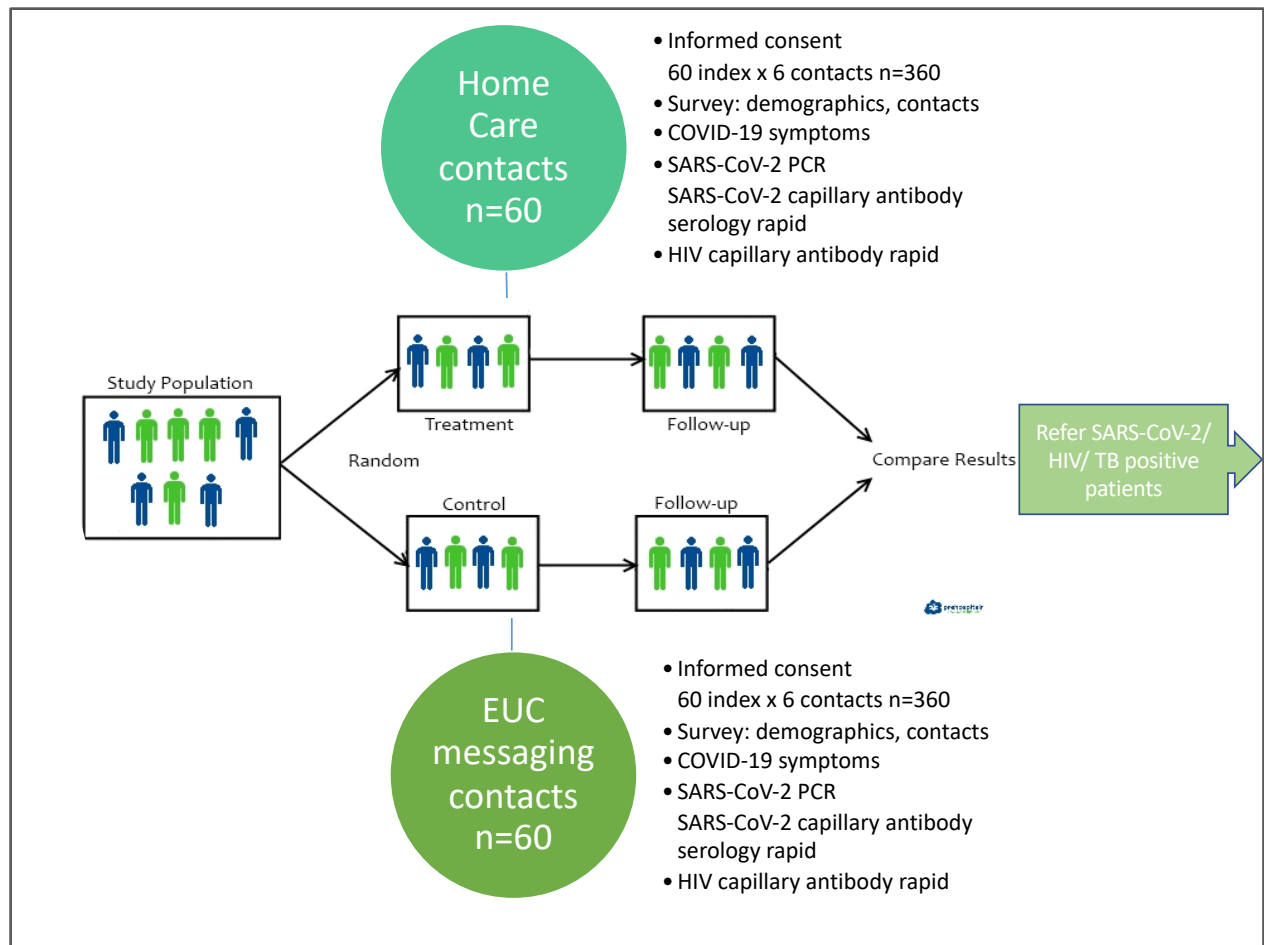 Home
Care
contacts
n=60
• Informed consent
60 index x 6 contacts n=360
• Survey: demographics, contacts
• COVID-19 symptoms
• SARS-CoV-2 PCR
SARS-CoV-2 capillary antibody
serology rapid
• HIV capillary antibody rapid
Study Population
Treatment
Follow-up
Random
Compare Results
Refer SARS-CoV-2/
HIV/ TB positive
patients
Control
Follow-up
prehospitair
EUC
messaging
contacts
n=60
• Informed consent
60 index x 6 contacts n=360
• Survey: demographics, contacts
• COVID-19 symptoms
• SARS-CoV-2 PCR
SARS-CoV-2 capillary antibody
serology rapid
• HIV capillary antibody rapid